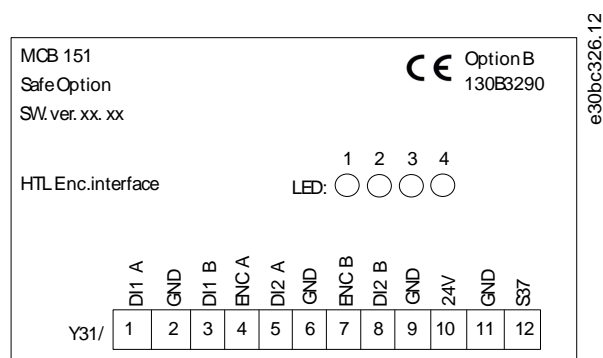 MCB 151
Safe Option
SW. ver. xx. xx
CE Option B
130B3290
e30bc326.12
HTL Enc.interface
LED: 1 2 3 4
DI1 A GND DI1 B ENC A DI2 A GND ENC B DI2 B GND 24V GND S37
Y31/ 1 2 3 4 5 6 7 8 9 10 11 12